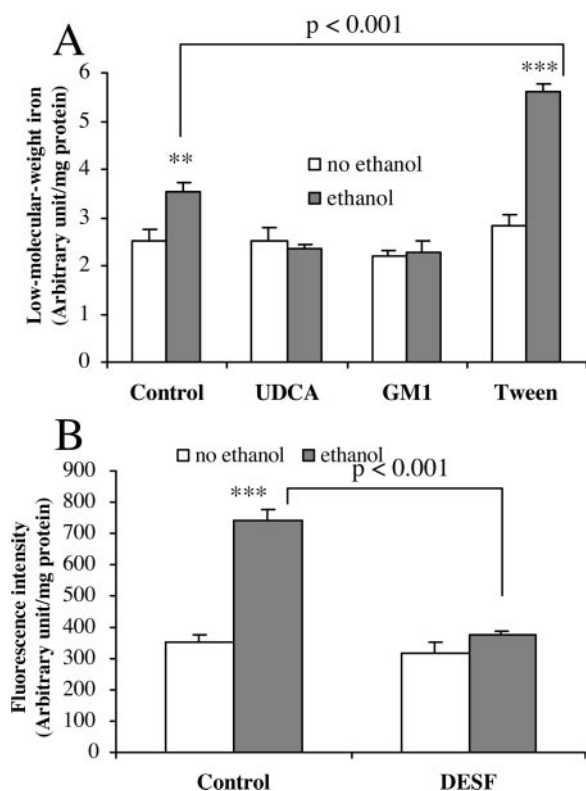 A
p < 0.001
Low-molecular-weight iron
(Arbitrary unit/mg protein)
6
5
4
3
2
1
0
**
***
no ethanol
ethanol
Control UDCA GM1 Tween
B
no ethanol ethanol
p < 0.001
Fluorescence intensity
(Arbitrary unit/mg protein)
900
800
700
600
500
400
300
200
100
0
***
Control DESF